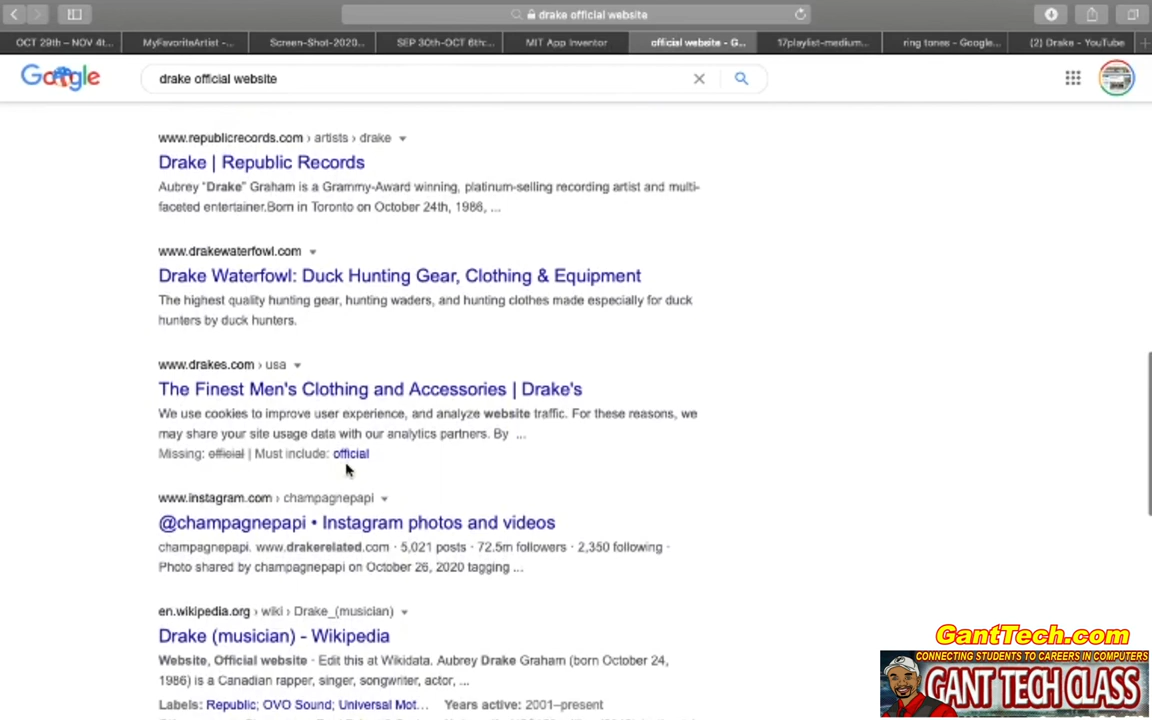 drake official website
OCT 29th – NOV 4t...
MyFavoriteArtist -...
Screen-Shot-2020...
SEP 30th-OCT 6th:...
MIT App Inventor
official website - G...
17playlist-medium...
ring tones - Google...
(2) Drake - YouTube
Google
drake official website
www.republicrecords.com › artists › drake
Drake | Republic Records
Aubrey "Drake" Graham is a Grammy-Award winning, platinum-selling recording artist and multi-
faceted entertainer.Born in Toronto on October 24th, 1986, ...
www.drakewaterfowl.com
Drake Waterfowl: Duck Hunting Gear, Clothing & Equipment
The highest quality hunting gear, hunting waders, and hunting clothes made especially for duck
hunters by duck hunters.
www.drakes.com › usa
The Finest Men's Clothing and Accessories | Drake's
We use cookies to improve user experience, and analyze website traffic. For these reasons, we
may share your site usage data with our analytics partners. By ...
Missing: official | Must include: official
www.instagram.com › champagnepapi
@champagnepapi • Instagram photos and videos
champagnepapi. www.drakerelated.com · 5,021 posts · 72.5m followers · 2,350 following ·
Photo shared by champagnepapi on October 26, 2020 tagging ...
en.wikipedia.org › wiki › Drake_(musician)
Drake (musician) - Wikipedia
Website, Official website · Edit this at Wikidata. Aubrey Drake Graham (born October 24,
1986) is a Canadian rapper, singer, songwriter, actor, ...
Labels: Republic; OVO Sound; Universal Mot... Years active: 2001–present
GantTech.com
CONNECTING STUDENTS TO CAREERS IN COMPUTERS
GANT TECH CLASS